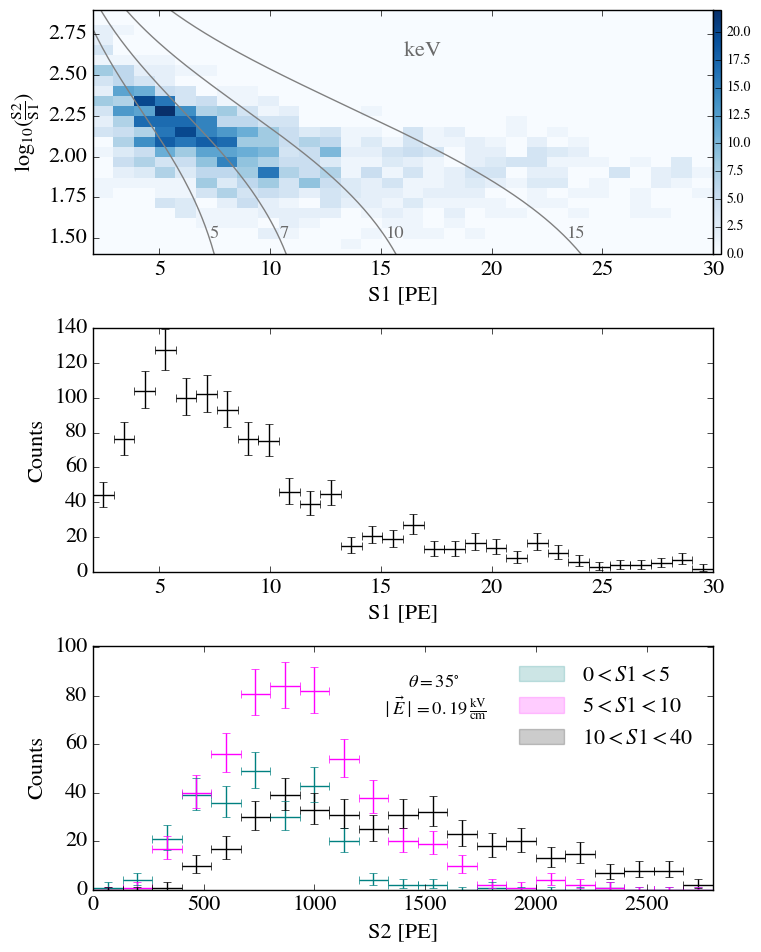 2.75
2.50
2.25
2.00
1.75
1.50
log₁₀(S2/S1)
keV
5
7
10
15
20.0
17.5
15.0
12.5
10.0
7.5
5.0
2.5
0.0
5 10 15 20 25 30
S1 [PE]
140
120
100
80
60
40
20
0
Counts
5 10 15 20 25 30
S1 [PE]
100
80
60
40
20
0
Counts
θ = 35°
|E⃗| = 0.19 kV/cm
0 < S1 < 5
5 < S1 < 10
10 < S1 < 40
0 500 1000 1500 2000 2500
S2 [PE]